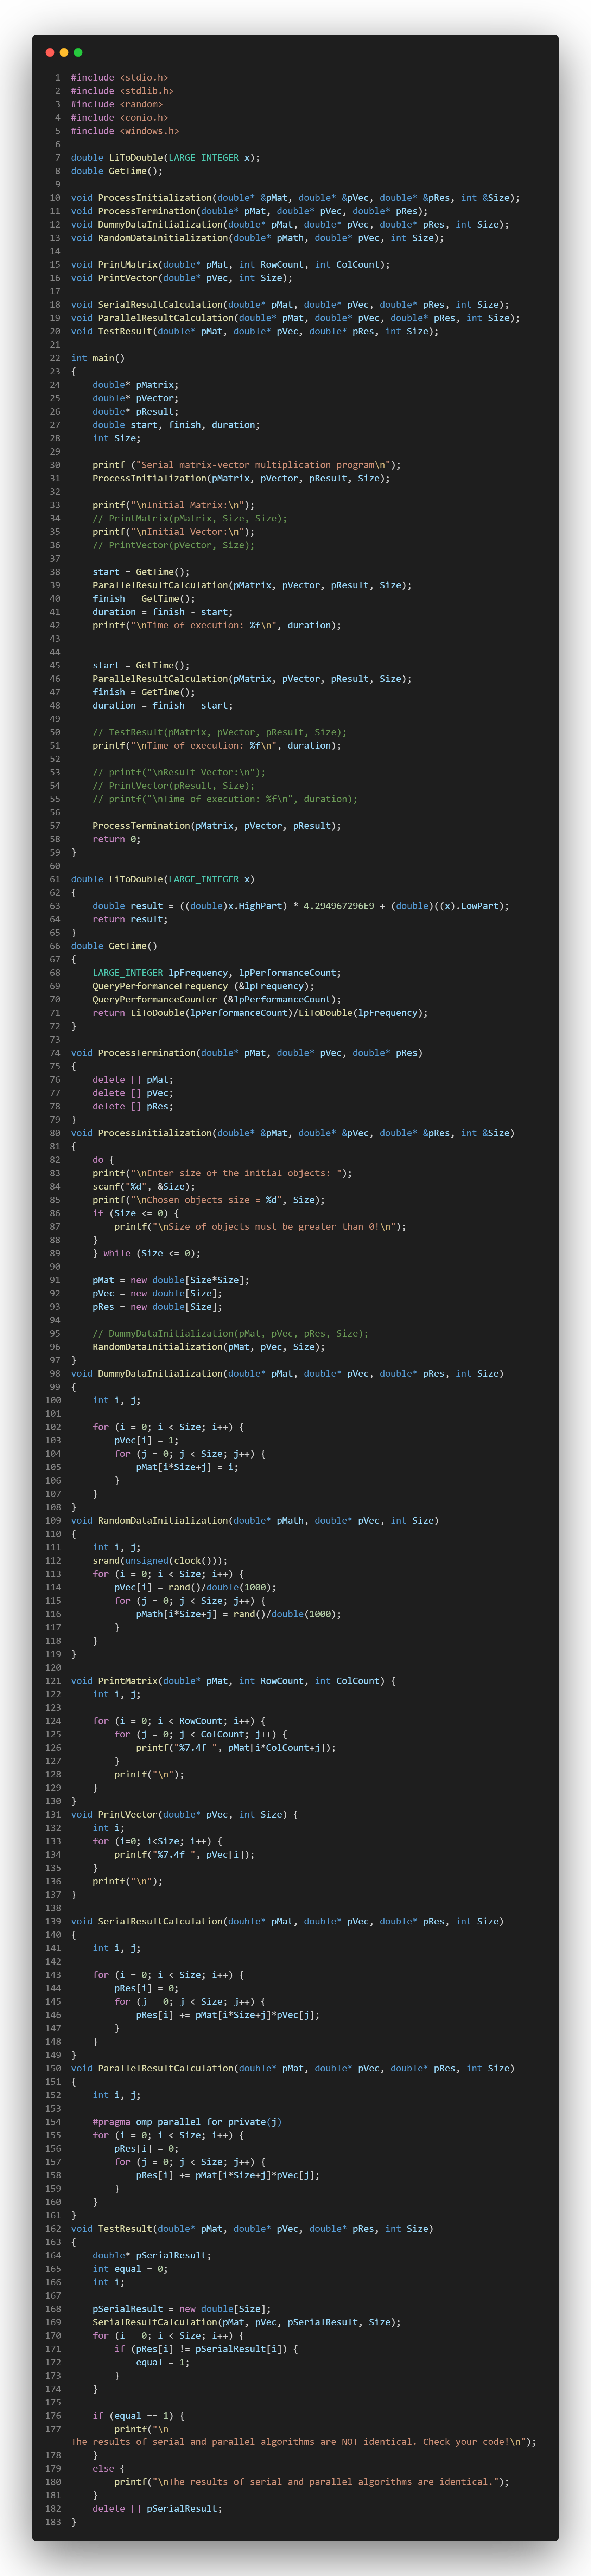 1 #include <stdio.h>
2 #include <stdlib.h>
3 #include <random>
4 #include <conio.h>
5 #include <windows.h>
6
7 double LiToDouble(LARGE_INTEGER x);
8 double GetTime();
9
10 void ProcessInitialization(double* &pMat, double* &pVec, double* &pRes, int &Size);
11 void ProcessTermination(double* pMat, double* pVec, double* pRes);
12 void DummyDataInitialization(double* pMat, double* pVec, double* pRes, int Size);
13 void RandomDataInitialization(double* pMath, double* pVec, int Size);
14
15 void PrintMatrix(double* pMat, int RowCount, int ColCount);
16 void PrintVector(double* pVec, int Size);
17
18 void SerialResultCalculation(double* pMat, double* pVec, double* pRes, int Size);
19 void ParallelResultCalculation(double* pMat, double* pVec, double* pRes, int Size);
20 void TestResult(double* pMat, double* pVec, double* pRes, int Size);
21
22 int main()
23 {
24     double* pMatrix;
25     double* pVector;
26     double* pResult;
27     double start, finish, duration;
28     int Size;
29
30     printf ("Serial matrix-vector multiplication program\n");
31     ProcessInitialization(pMatrix, pVector, pResult, Size);
32
33     printf("\nInitial Matrix:\n");
34     // PrintMatrix(pMatrix, Size, Size);
35     printf("\nInitial Vector:\n");
36     // PrintVector(pVector, Size);
37
38     start = GetTime();
39     ParallelResultCalculation(pMatrix, pVector, pResult, Size);
40     finish = GetTime();
41     duration = finish - start;
42     printf("\nTime of execution: %f\n", duration);
43
44
45     start = GetTime();
46     ParallelResultCalculation(pMatrix, pVector, pResult, Size);
47     finish = GetTime();
48     duration = finish - start;
49
50     // TestResult(pMatrix, pVector, pResult, Size);
51     printf("\nTime of execution: %f\n", duration);
52
53     // printf("\nResult Vector:\n");
54     // PrintVector(pResult, Size);
55     // printf("\nTime of execution: %f\n", duration);
56
57     ProcessTermination(pMatrix, pVector, pResult);
58     return 0;
59 }
60
61 double LiToDouble(LARGE_INTEGER x)
62 {
63     double result = ((double)x.HighPart) * 4.294967296E9 + (double)((x).LowPart);
64     return result;
65 }
66 double GetTime()
67 {
68     LARGE_INTEGER lpFrequency, lpPerformanceCount;
69     QueryPerformanceFrequency (&lpFrequency);
70     QueryPerformanceCounter (&lpPerformanceCount);
71     return LiToDouble(lpPerformanceCount)/LiToDouble(lpFrequency);
72 }
73
74 void ProcessTermination(double* pMat, double* pVec, double* pRes)
75 {
76     delete [] pMat;
77     delete [] pVec;
78     delete [] pRes;
79 }
80 void ProcessInitialization(double* &pMat, double* &pVec, double* &pRes, int &Size)
81 {
82     do {
83     printf("\nEnter size of the initial objects: ");
84     scanf("%d", &Size);
85     printf("\nChosen objects size = %d", Size);
86     if (Size <= 0) {
87         printf("\nSize of objects must be greater than 0!\n");
88     }
89     } while (Size <= 0);
90
91     pMat = new double[Size*Size];
92     pVec = new double[Size];
93     pRes = new double[Size];
94
95     // DummyDataInitialization(pMat, pVec, pRes, Size);
96     RandomDataInitialization(pMat, pVec, Size);
97 }
98 void DummyDataInitialization(double* pMat, double* pVec, double* pRes, int Size)
99 {
100     int i, j;
101
102     for (i = 0; i < Size; i++) {
103         pVec[i] = 1;
104         for (j = 0; j < Size; j++) {
105             pMat[i*Size+j] = i;
106         }
107     }
108 }
109 void RandomDataInitialization(double* pMath, double* pVec, int Size)
110 {
111     int i, j;
112     srand(unsigned(clock()));
113     for (i = 0; i < Size; i++) {
114         pVec[i] = rand()/double(1000);
115         for (j = 0; j < Size; j++) {
116             pMath[i*Size+j] = rand()/double(1000);
117         }
118     }
119 }
120
121 void PrintMatrix(double* pMat, int RowCount, int ColCount) {
122     int i, j;
123
124     for (i = 0; i < RowCount; i++) {
125         for (j = 0; j < ColCount; j++) {
126             printf("%7.4f ", pMat[i*ColCount+j]);
127         }
128         printf("\n");
129     }
130 }
131 void PrintVector(double* pVec, int Size) {
132     int i;
133     for (i=0; i<Size; i++) {
134         printf("%7.4f ", pVec[i]);
135     }
136     printf("\n");
137 }
138
139 void SerialResultCalculation(double* pMat, double* pVec, double* pRes, int Size)
140 {
141     int i, j;
142
143     for (i = 0; i < Size; i++) {
144         pRes[i] = 0;
145         for (j = 0; j < Size; j++) {
146             pRes[i] += pMat[i*Size+j]*pVec[j];
147         }
148     }
149 }
150 void ParallelResultCalculation(double* pMat, double* pVec, double* pRes, int Size)
151 {
152     int i, j;
153
154     #pragma omp parallel for private(j)
155     for (i = 0; i < Size; i++) {
156         pRes[i] = 0;
157         for (j = 0; j < Size; j++) {
158             pRes[i] += pMat[i*Size+j]*pVec[j];
159         }
160     }
161 }
162 void TestResult(double* pMat, double* pVec, double* pRes, int Size)
163 {
164     double* pSerialResult;
165     int equal = 0;
166     int i;
167
168     pSerialResult = new double[Size];
169     SerialResultCalculation(pMat, pVec, pSerialResult, Size);
170     for (i = 0; i < Size; i++) {
171         if (pRes[i] != pSerialResult[i]) {
172             equal = 1;
173         }
174     }
175
176     if (equal == 1) {
177         printf("\n
The results of serial and parallel algorithms are NOT identical. Check your code!\n");
178     }
179     else {
180         printf("\nThe results of serial and parallel algorithms are identical.");
181     }
182     delete [] pSerialResult;
183 }